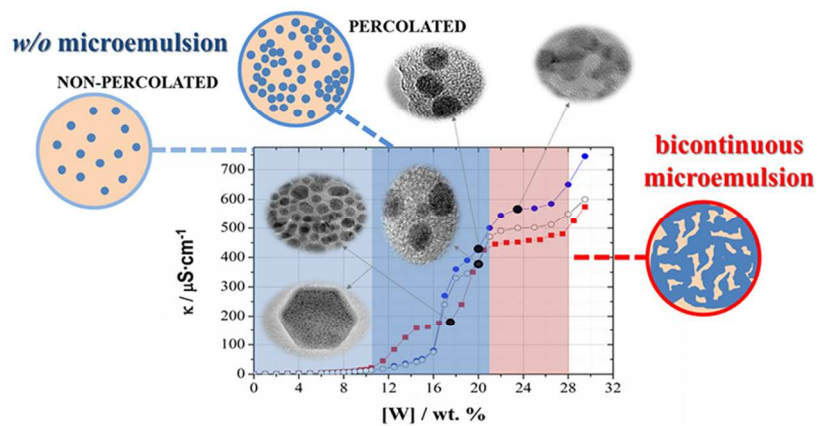 w/o microemulsion
NON-PERCOLATED
PERCOLATED
bicontinuous
microemulsion
700
600
500
400
300
200
100
0
κ / μS·cm⁻¹
0 4 8 12 16 20 24 28 32
[W] / wt. %